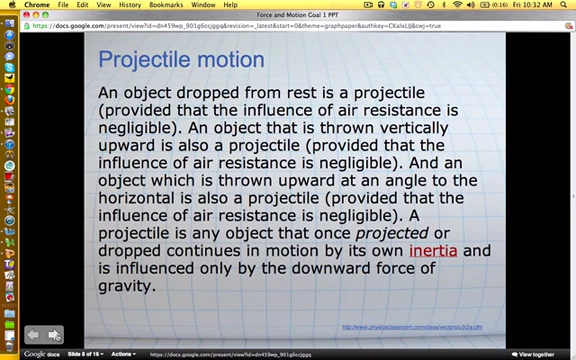 Chrome File Edit View History Bookmarks Window Help
(0:16) Fri 10:32 AM
Force and Motion Goal 1 PPT
Projectile motion
An object dropped from rest is a projectile
(provided that the influence of air resistance is
negligible). An object that is thrown vertically
upward is also a projectile (provided that the
influence of air resistance is negligible). And an
object which is thrown upward at an angle to the
horizontal is also a projectile (provided that the
influence of air resistance is negligible). A
projectile is any object that once projected or
dropped continues in motion by its own inertia and
is influenced only by the downward force of
gravity.
Google docs Slide 8 of 16 Actions View together